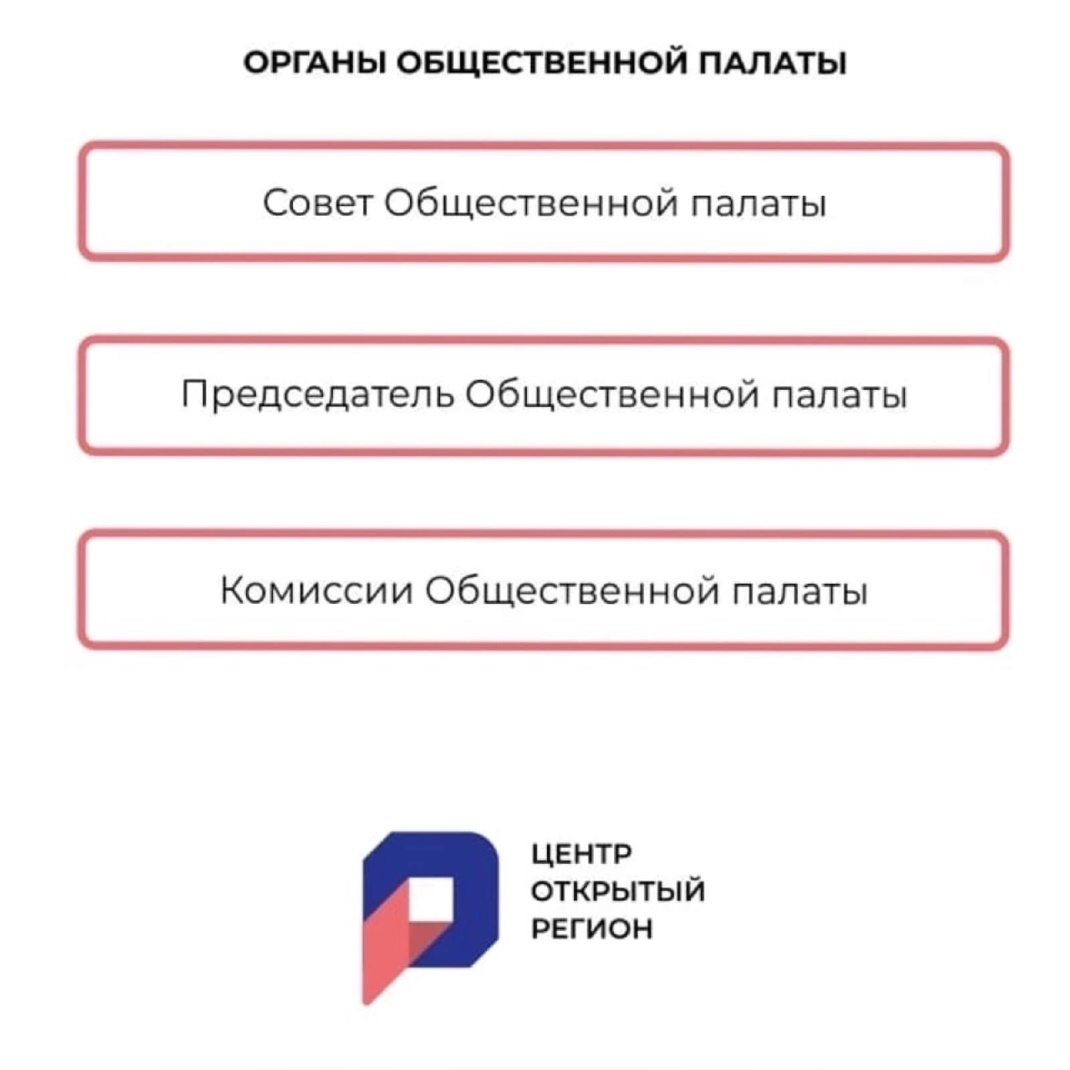 ОРГАНЫ ОБЩЕСТВЕННОЙ ПАЛАТЫ
Совет Общественной палаты
Председатель Общественной палаты
Комиссии Общественной палаты
ЦЕНТР
ОТКРЫТЫЙ
РЕГИОН